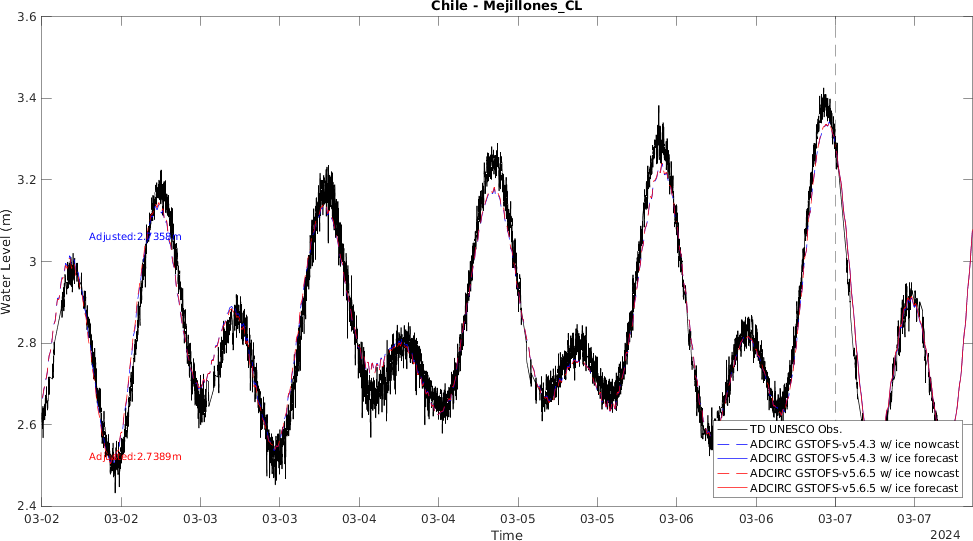 Chile - Mejillones_CL
3.6
3.4
3.2
3
2.8
2.6
2.4
Water Level (m)
Adjusted:2.7358m
Adjusted:2.7389m
TD UNESCO Obs.
ADCIRC GSTOFS-v5.4.3 w/ ice nowcast
ADCIRC GSTOFS-v5.4.3 w/ ice forecast
ADCIRC GSTOFS-v5.6.5 w/ ice nowcast
ADCIRC GSTOFS-v5.6.5 w/ ice forecast
03-02 03-02 03-03 03-03 03-04 03-04 03-05 03-05 03-06 03-06 03-07 03-07
Time
2024